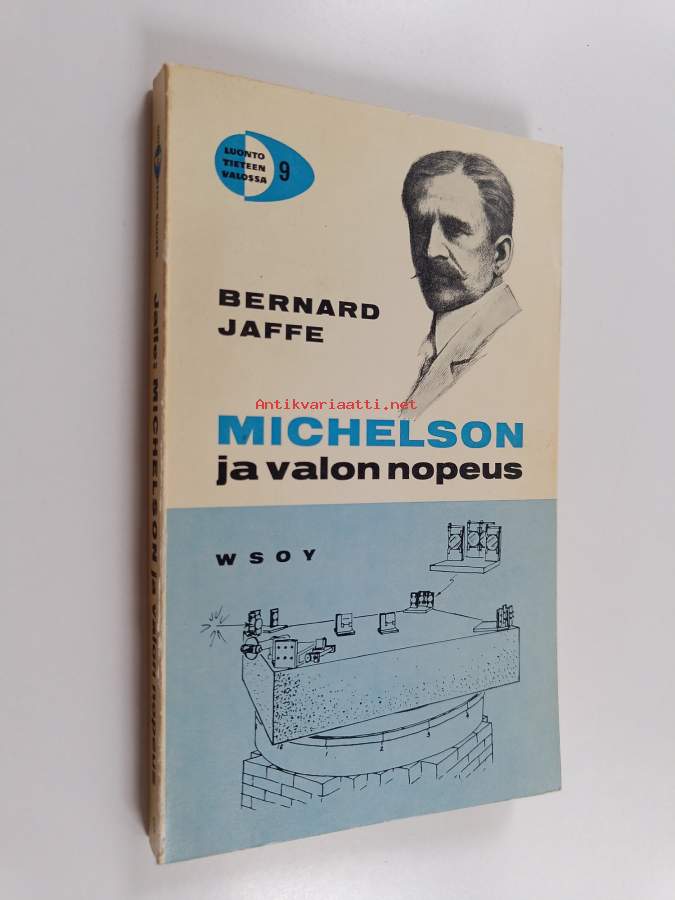 LUONTO
TIETEEN
VALOSSA
9
BERNARD
JAFFE
Antikvariaatti.net
MICHELSON
ja valon nopeus
WSOY
Jaffe: MICHELSON ja valon nopeus